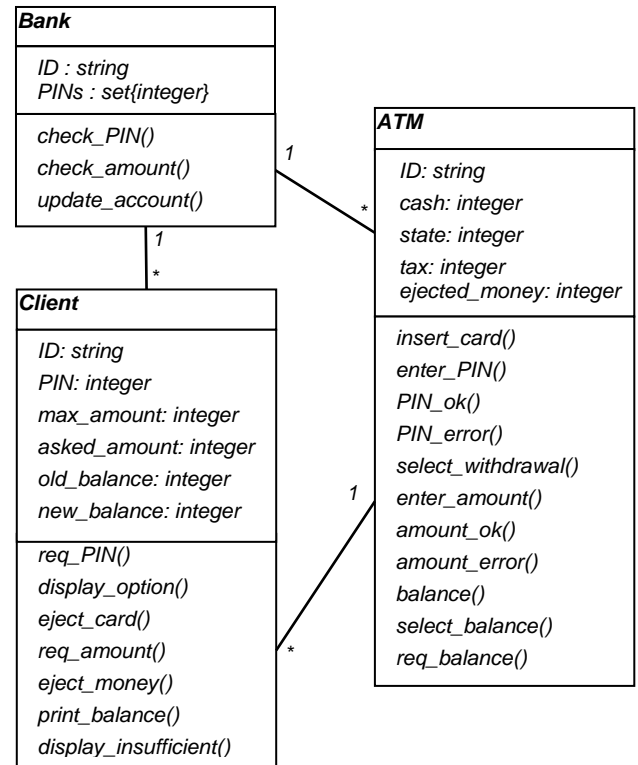 Bank
ID : string
PINs : set{integer}
check_PIN()
check_amount()
update_account()
1
*
1
*
ATM
ID: string
cash: integer
state: integer
tax: integer
ejected_money: integer
insert_card()
enter_PIN()
PIN_ok()
PIN_error()
select_withdrawal()
enter_amount()
amount_ok()
amount_error()
balance()
select_balance()
req_balance()
Client
ID: string
PIN: integer
max_amount: integer
asked_amount: integer
old_balance: integer
new_balance: integer
req_PIN()
display_option()
eject_card()
req_amount()
eject_money()
print_balance()
display_insufficient()
1
*